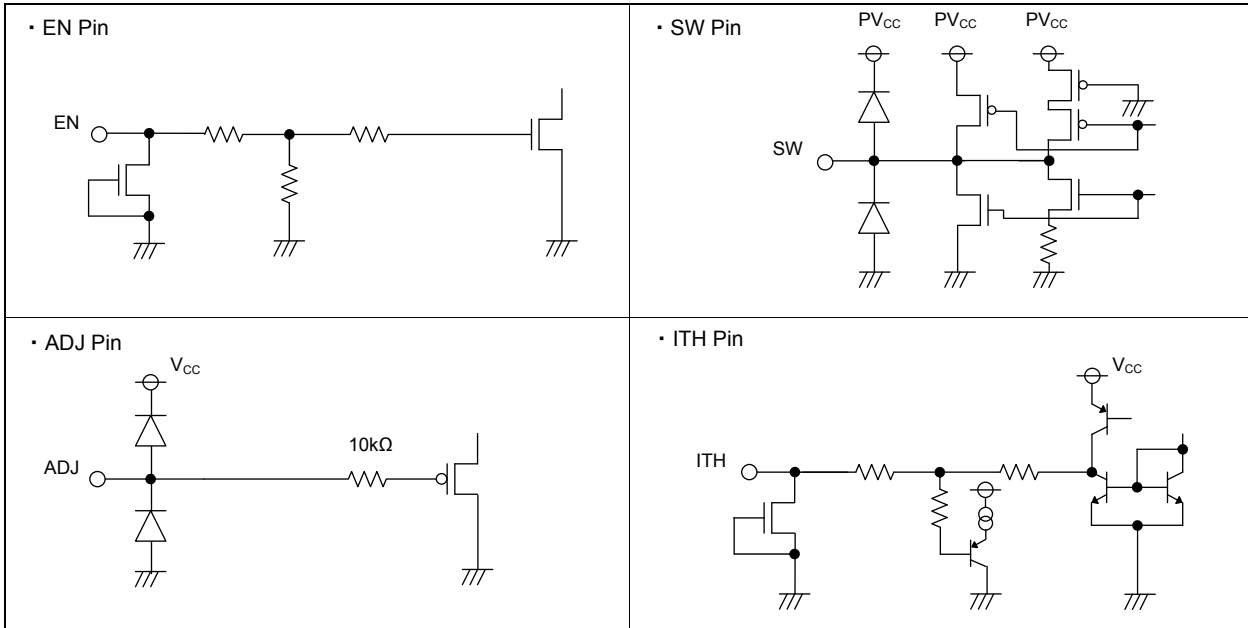 ・EN Pin
EN
・SW Pin
PVCC PVCC PVCC
SW
・ADJ Pin
VCC
10kΩ
ADJ
・ITH Pin
VCC
ITH